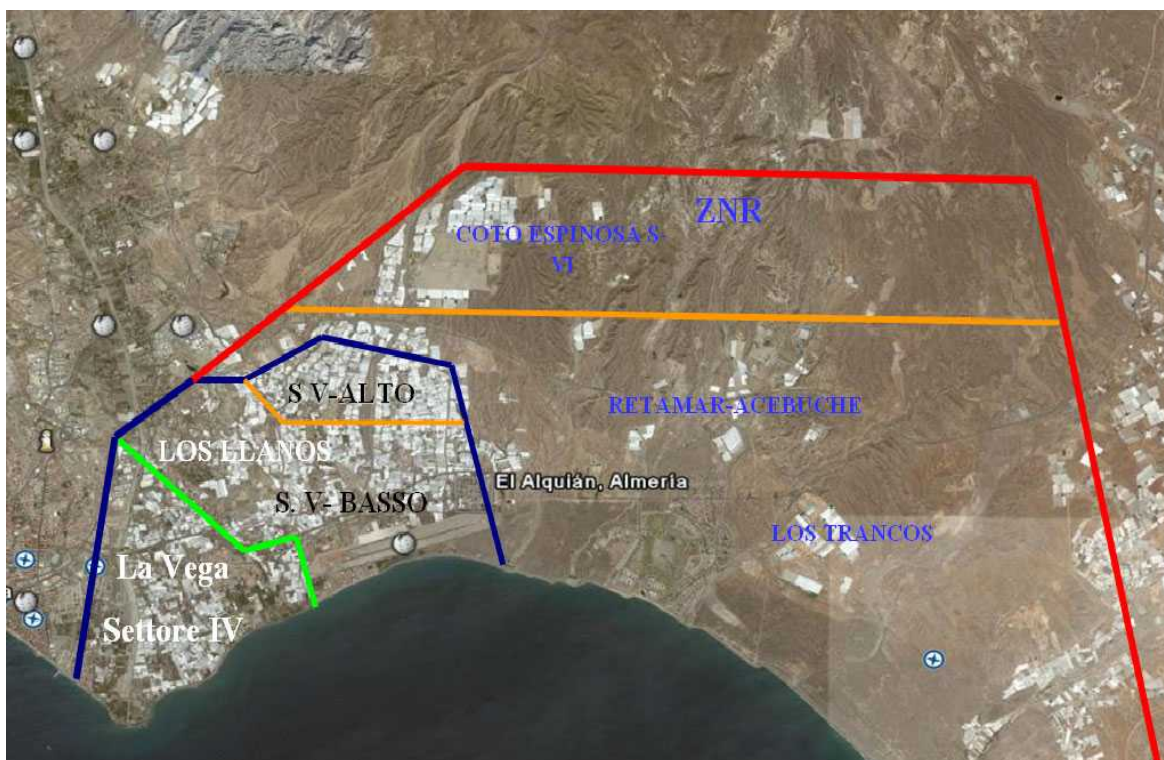 ZNR
COTO ESPINOSA S-
VI
S V-ALTO
RETAMAR-ACEBUCHE
LOS LLANOS
El Alquián, Almería
S. V- BASSO
LOS TRANCOS
La Vega
Settore IV